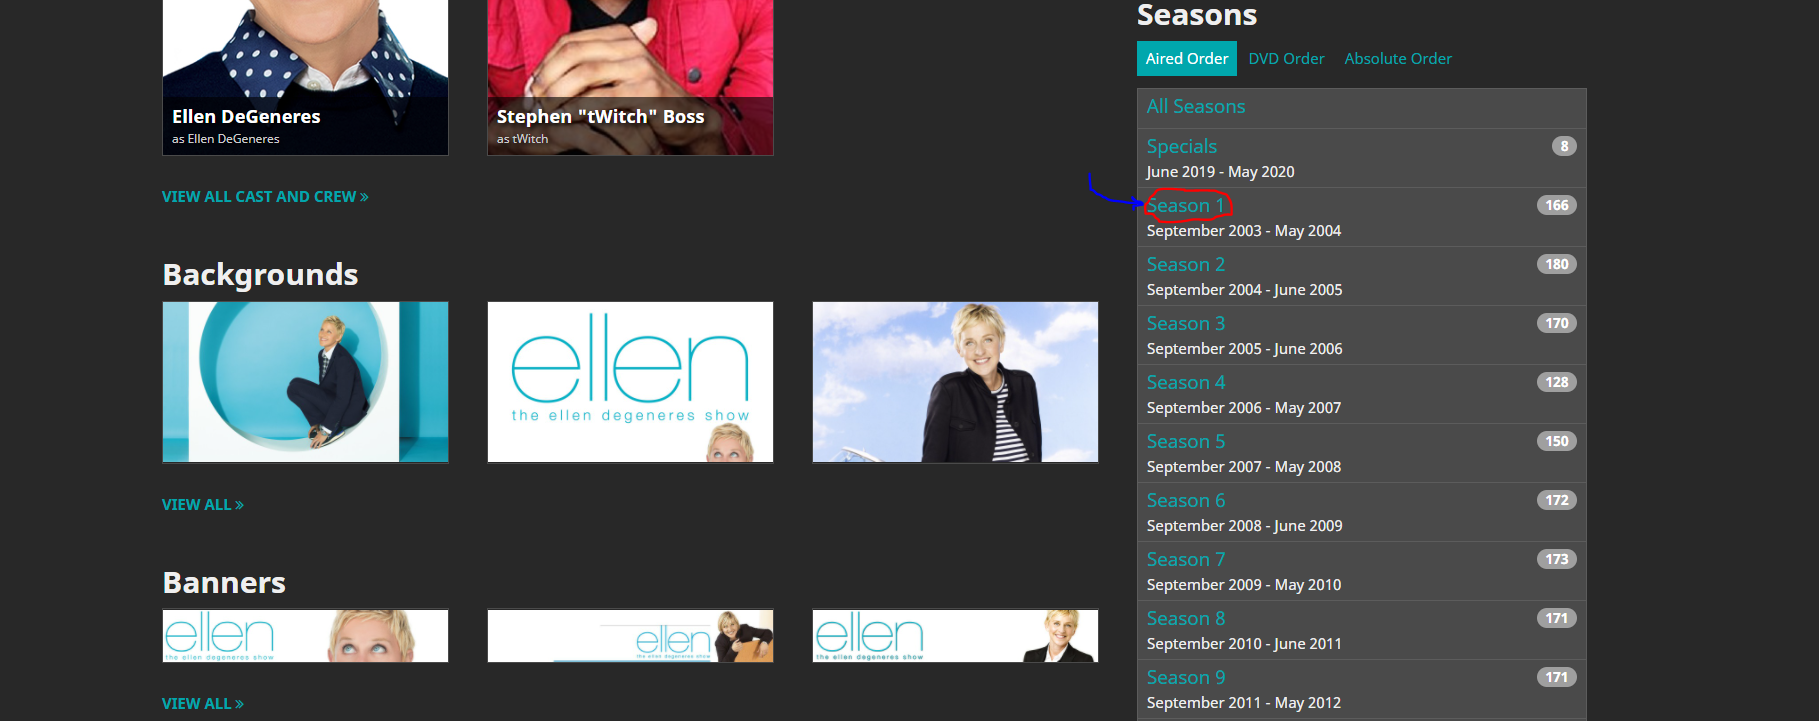 Ellen DeGeneres
as Ellen DeGeneres
Stephen "tWitch" Boss
as tWitch
VIEW ALL CAST AND CREW »
Backgrounds
ellen
the ellen degeneres show
VIEW ALL »
Banners
ellen
the ellen degeneres show
ellen
the ellen degeneres show
ellen
the ellen degeneres show
VIEW ALL »
Seasons
Aired Order DVD Order Absolute Order
All Seasons
Specials 8
June 2019 - May 2020
Season 1 166
September 2003 - May 2004
Season 2 180
September 2004 - June 2005
Season 3 170
September 2005 - June 2006
Season 4 128
September 2006 - May 2007
Season 5 150
September 2007 - May 2008
Season 6 172
September 2008 - June 2009
Season 7 173
September 2009 - May 2010
Season 8 171
September 2010 - June 2011
Season 9 171
September 2011 - May 2012